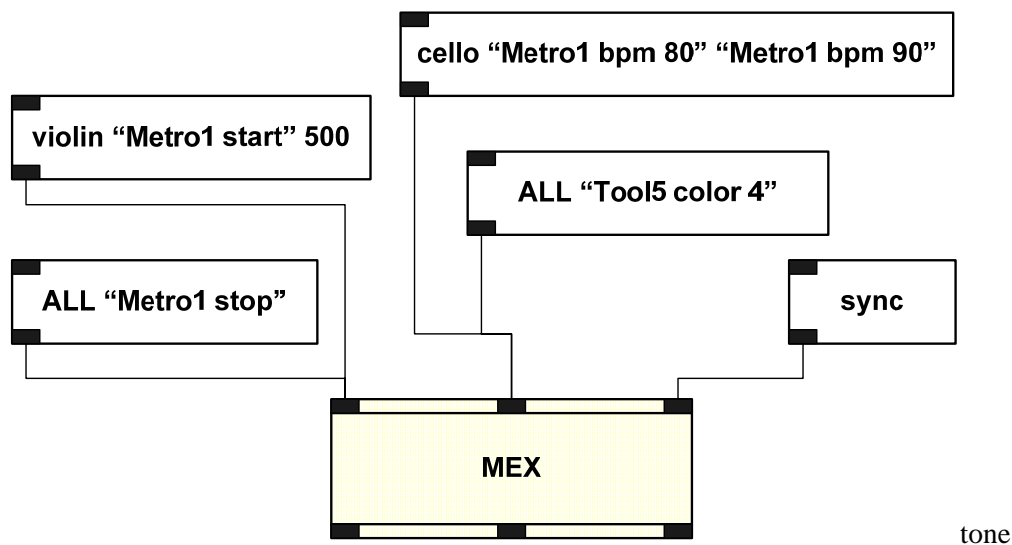 cello “Metro1 bpm 80” “Metro1 bpm 90”
violin “Metro1 start” 500
ALL “Tool5 color 4”
ALL “Metro1 stop”
sync
MEX
tone